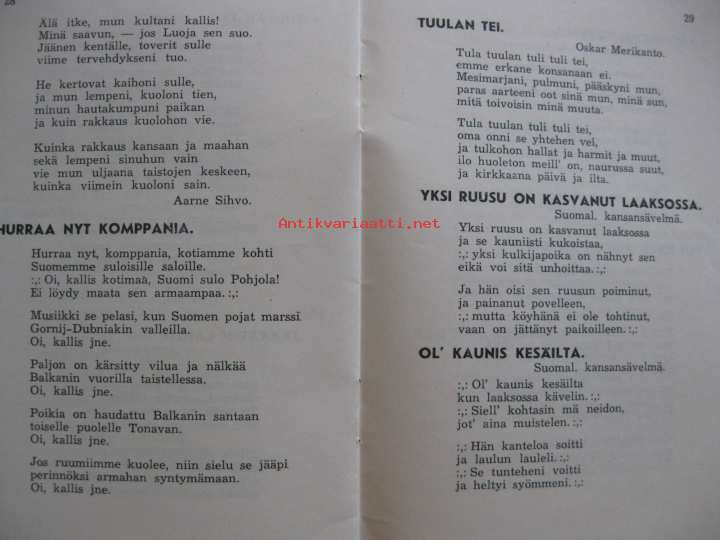 28
Älä itke, mun kultani kallis!
Minä saavun, — jos Luoja sen suo.
Jäänen kentälle, toverit sulle
viime tervehdykseni tuo.
He kertovat kaihoni sulle,
ja mun lempeni, kuoloni tien,
minun hautakumpuni paikan
ja kuin rakkaus kuolohon vie.
Kuinka rakkaus kansaan ja maahan
sekä lempeni sinuhun vain
vie mun uljaana taistojen keskeen,
kuinka viimein kuoloni sain.
Aarne Sihvo.
HURRAA NYT KOMPPANIA.
Hurraa nyt, komppania, kotiamme kohti
Suomemme suloisille saloille.
:,: Oi, kallis kotimaa, Suomi sulo Pohjola!
Ei löydy maata sen armaampaa. :,:
Musiikki se pelasi, kun Suomen pojat marssi
Gornij-Dubniakin valleilla.
Oi, kallis jne.
Paljon on kärsitty vilua ja nälkää
Balkanin vuorilla taistellessa.
Oi, kallis jne.
Poikia on haudattu Balkanin santaan
toiselle puolelle Tonavan.
Oi, kallis jne.
Jos ruumiimme kuolee, niin sielu se jääpi
perinnöksi armahan syntymämaan.
Oi, kallis jne.
29
TUULAN TEI.
Oskar Merikanto.
Tula tuulan tuli tuli tei,
emme erkane konsanaan ei.
Mesimarjani, pulmuni, pääskyni mun,
paras aarteeni oot sinä mun, minä sun,
mitä toivoisin minä muuta.
Tula tuulan tuli tuli tei,
oma onni se yhtehen vei,
ja tulkohon hallat ja harmit ja muut,
ilo huoleton meill' on, naurussa suut,
ja kirkkaana päivä ja ilta.
YKSI RUUSU ON KASVANUT LAAKSOSSA.
Suomal. kansansävelmä.
Yksi ruusu on kasvanut laaksossa
ja se kauniisti kukoistaa,
:,: yksi kulkijapoika on nähnyt sen
eikä voi sitä unhoittaa. :,:
Ja hän oisi sen ruusun poiminut,
ja painanut povelleen,
:,: mutta köyhänä ei ole tohtinut,
vaan on jättänyt paikoilleen. :,:
OL' KAUNIS KESÄILTA.
Suomal. kansansävelmä.
:,: Ol' kaunis kesäilta
kun laaksossa kävelin. :,:
:,: Siell' kohtasin mä neidon,
jot' aina muistelen. :,:
:,: Hän kanteloa soitti
ja laulun lauleli. :,:
:,: Se tunteheni voitti
ja heltyi syömmeni. :,:
Antikvariaatti.net